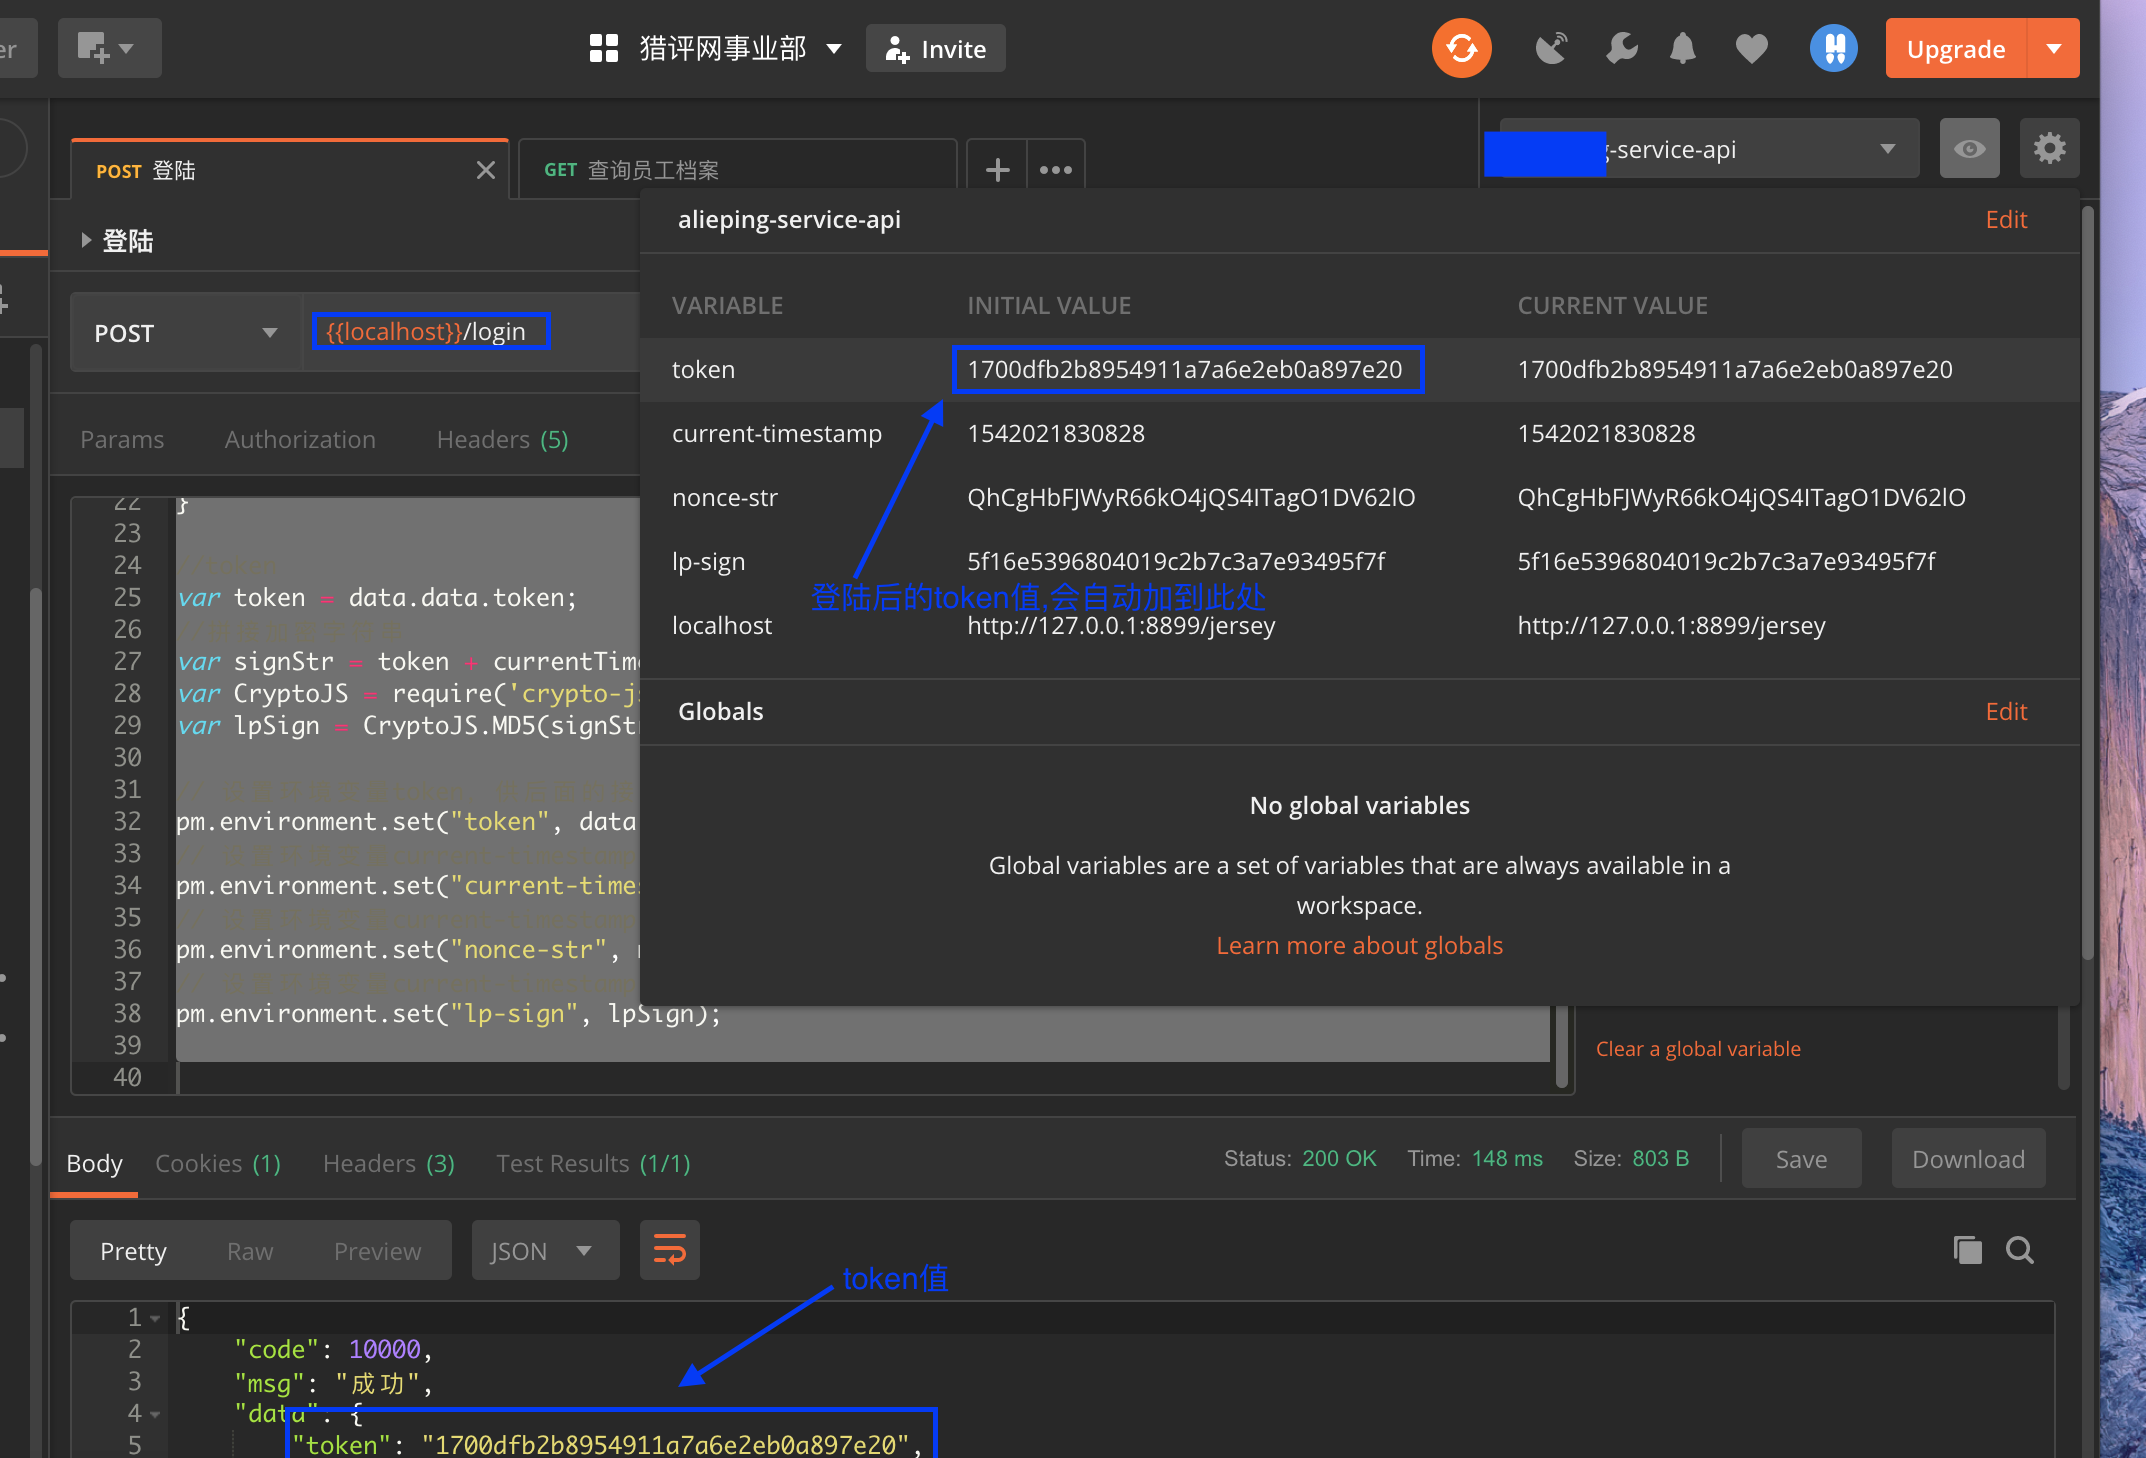 er
猎评网事业部
Invite
Upgrade
POST 登陆
GET 查询员工档案
-service-api
登陆
alieping-service-api
Edit
VARIABLE INITIAL VALUE CURRENT VALUE
POST {{localhost}}/login
token 1700dfb2b8954911a7a6e2eb0a897e20 1700dfb2b8954911a7a6e2eb0a897e20
Params Authorization Headers (5)
current-timestamp 1542021830828 1542021830828
nonce-str QhCgHbFJWyR66kO4jQS4ITagO1DV62lO QhCgHbFJWyR66kO4jQS4ITagO1DV62lO
lp-sign 5f16e5396804019c2b7c3a7e93495f7f 5f16e5396804019c2b7c3a7e93495f7f
登陆后的token值,会自动加到此处
localhost http://127.0.0.1:8899/jersey http://127.0.0.1:8899/jersey
Globals Edit
No global variables
Global variables are a set of variables that are always available in a
workspace.
Learn more about globals
22 }
23
24
25 var token = data.data.token;
26
27 var signStr = token + currentTim
28 var CryptoJS = require('crypto-js
29 var lpSign = CryptoJS.MD5(signStr
30
31
32 pm.environment.set("token", data
33
34 pm.environment.set("current-times
35
36 pm.environment.set("nonce-str",
37
38 pm.environment.set("lp-sign", lpSign);
39
40
Clear a global variable
Body Cookies (1) Headers (3) Test Results (1/1)
Status: 200 OK Time: 148 ms Size: 803 B
Save Download
Pretty Raw Preview JSON
token值
1 {
2 "code": 10000,
3 "msg": "成功",
4 "data": {
5 "token": "1700dfb2b8954911a7a6e2eb0a897e20",